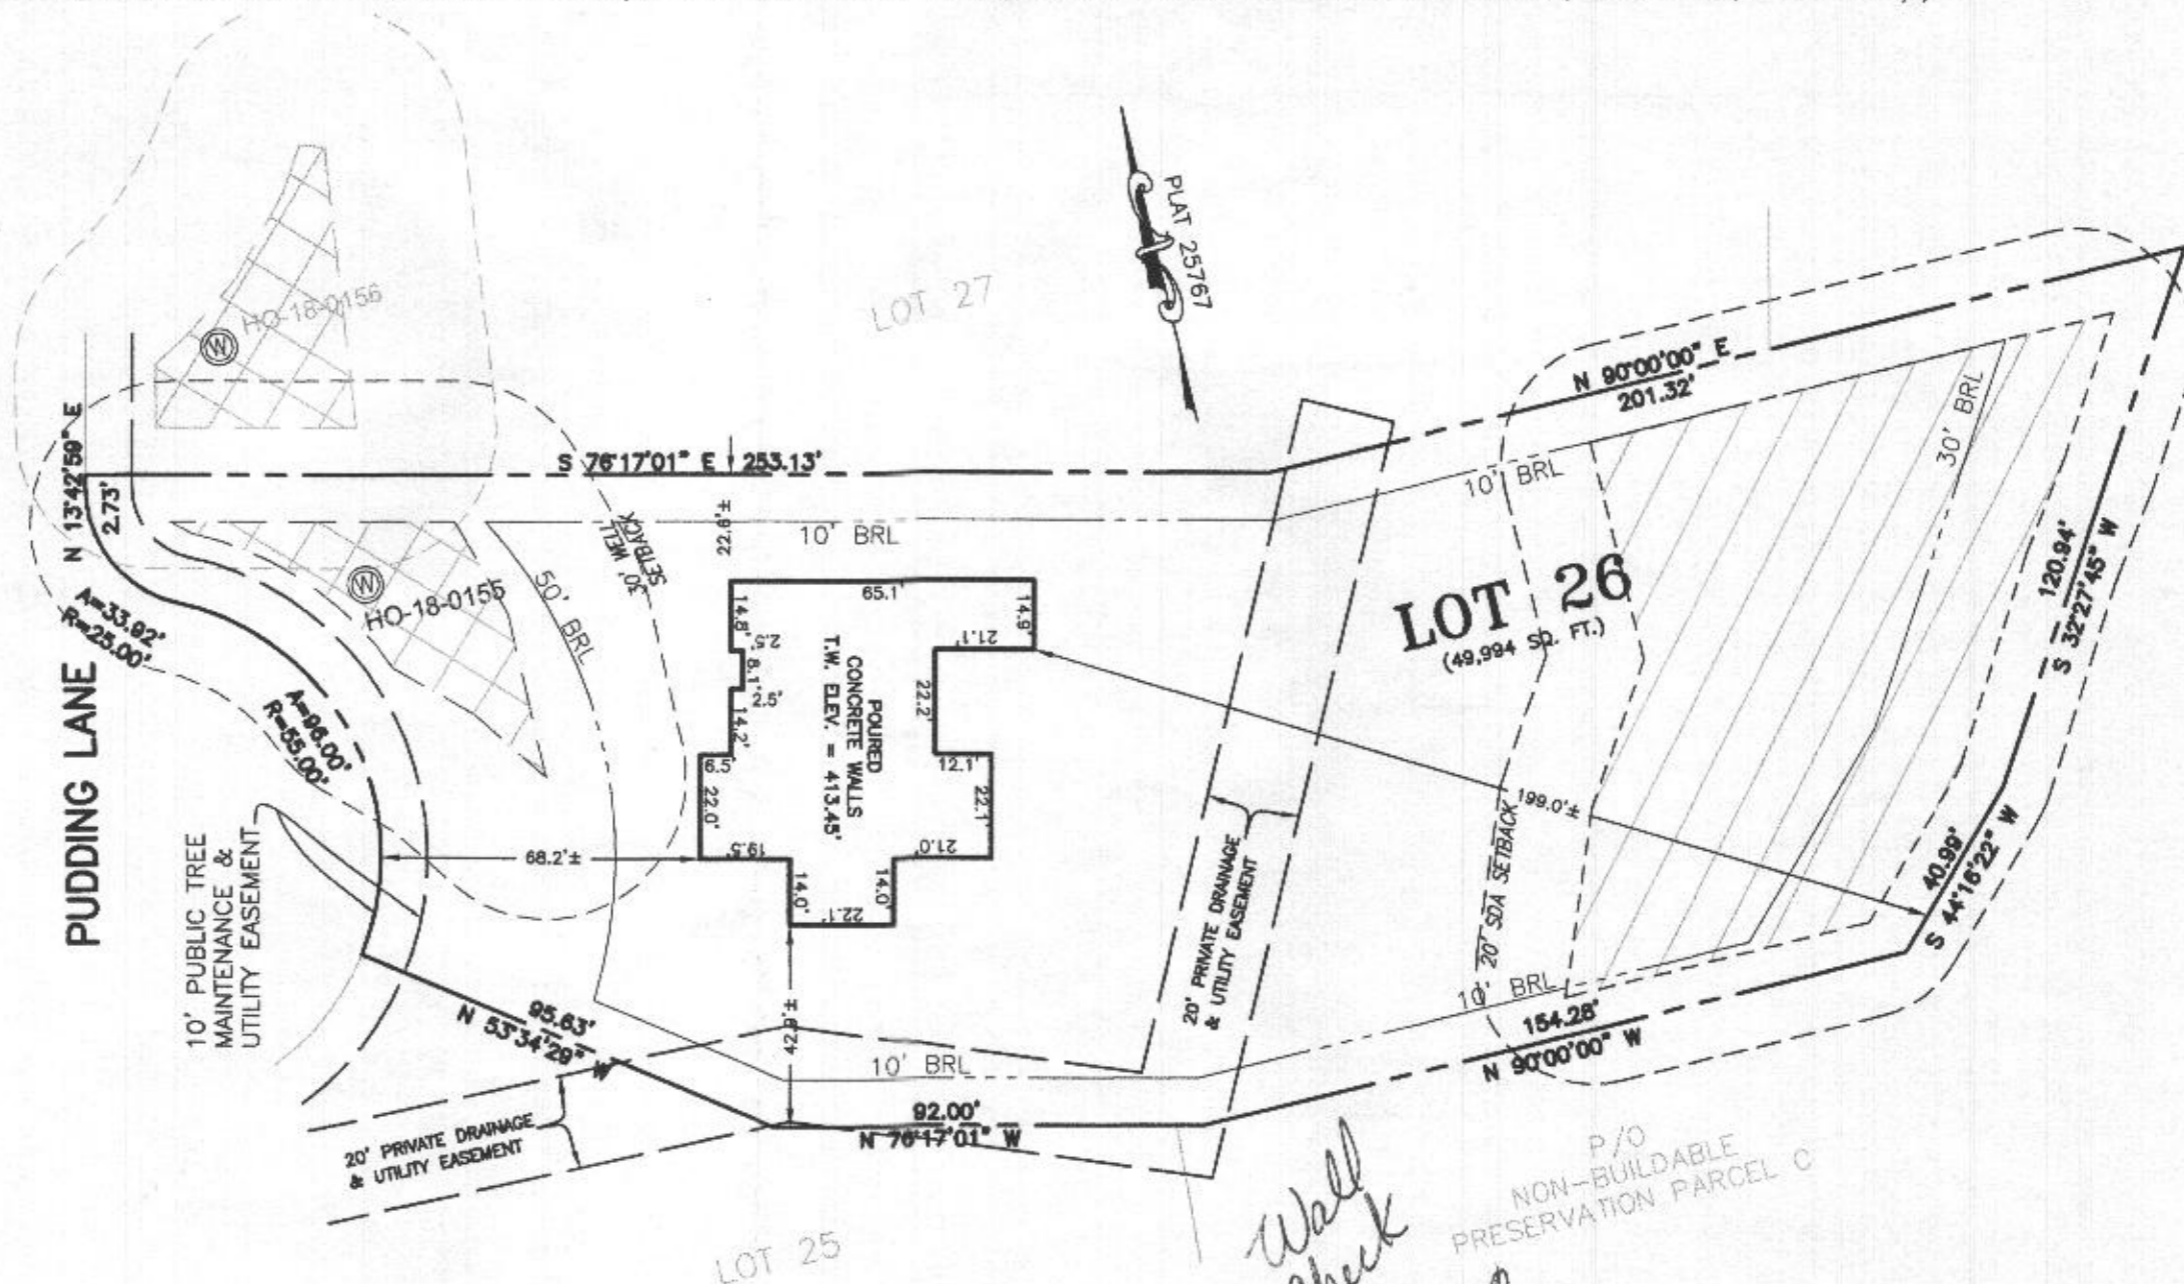 PLAT 25767
LOT 27
HO-18-0156
N 13°42'59" E
2.73'
S 76°17'01" E 253.13'
N 90°00'00" E
201.32'
10' BRL
30' BRL
22.6'±
10' BRL
30' WELL
SETBACK
50' BRL
HO-18-0155
A=33.92'
R=25.00'
A=96.00'
R=55.00'
PUDDING LANE
10' PUBLIC TREE
MAINTENANCE &
UTILITY EASEMENT
65.1'
14.8'
2.5'
8.1'
2.5'
14.2'
6.5'
22.0'
19.5'
14.0'
22.1'
14.0'
21.0'
22.1'
12.1'
22.2'
21.1'
14.9'
POURED
CONCRETE WALLS
T.W. ELEV. = 413.45'
LOT 26
(49,994 SQ. FT.)
120.94'
S 32°27'45" W
199.0'±
68.2'±
20' SDA SETBACK
40.99'
S 44°16'22" W
20' PRIVATE DRAINAGE
& UTILITY EASEMENT
10' BRL
154.28'
N 90°00'00" W
95.63'
N 53°34'29" W
42.9'±
10' BRL
92.00'
N 76°17'01" W
20' PRIVATE DRAINAGE
& UTILITY EASEMENT
P/O
NON-BUILDABLE
PRESERVATION PARCEL C
LOT 25
Wall
check